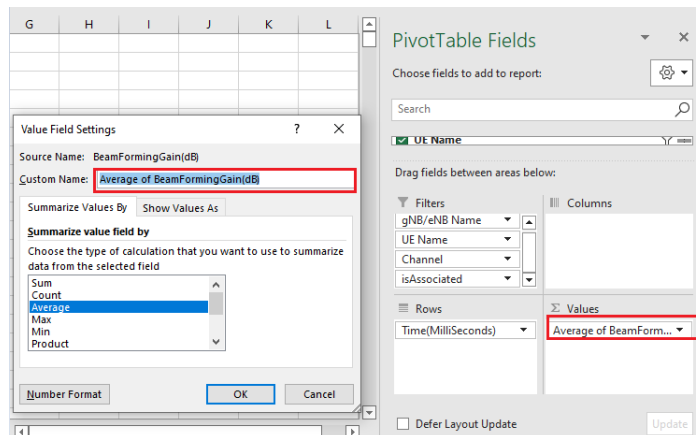 G H I J K L
PivotTable Fields
Choose fields to add to report:
Search
UE Name
Drag fields between areas below:
Filters
gNB/eNB Name
UE Name
Channel
isAssociated
Columns
Rows
Time(MilliSeconds)
Σ Values
Average of BeamForm...
Defer Layout Update
Update
Value Field Settings
?
Source Name: BeamFormingGain(dB)
Custom Name: Average of BeamFormingGain(dB)
Summarize Values By Show Values As
Summarize value field by
Choose the type of calculation that you want to use to summarize
data from the selected field
Sum
Count
Average
Max
Min
Product
Number Format
OK
Cancel